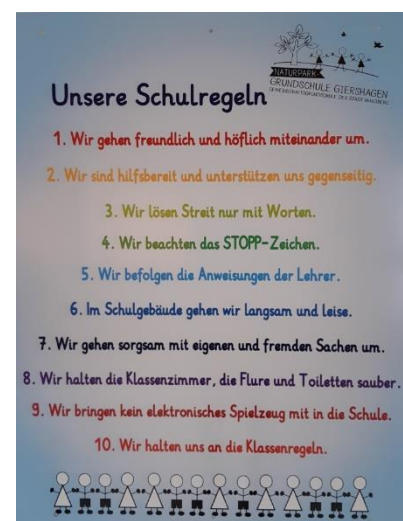 NATURPARK-
GRUNDSCHULE GIERSHAGEN
Unsere Schulregeln
1. Wir gehen freundlich und höflich miteinander um.
2. Wir sind hilfsbereit und unterstützen uns gegenseitig.
3. Wir lösen Streit nur mit Worten.
4. Wir beachten das STOPP-Zeichen.
5. Wir befolgen die Anweisungen der Lehrer.
6. Im Schulgebäude gehen wir langsam und leise.
7. Wir gehen sorgsam mit eigenen und fremden Sachen um.
8. Wir halten die Klassenzimmer, die Flure und Toiletten sauber.
9. Wir bringen kein elektronisches Spielzeug mit in die Schule.
10. Wir halten uns an die Klassenregeln.